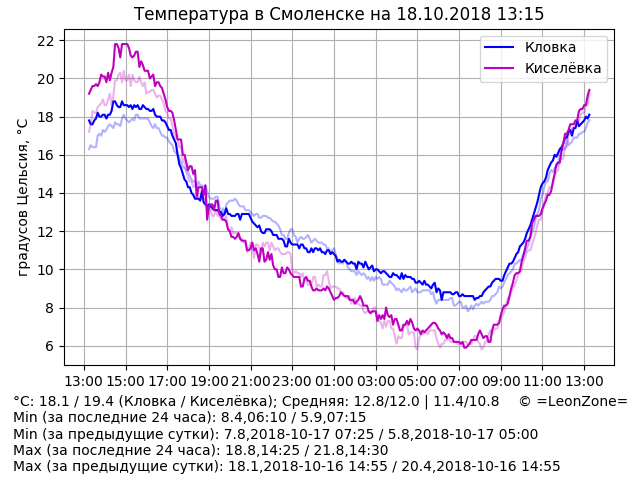 Температура в Смоленске на 18.10.2018 13:15
градусов Цельсия, °C
22
20
18
16
14
12
10
8
6
Кловка
Киселёвка
13:00 15:00 17:00 19:00 21:00 23:00 01:00 03:00 05:00 07:00 09:00 11:00 13:00
°C: 18.1 / 19.4 (Кловка / Киселёвка); Средняя: 12.8/12.0 | 11.4/10.8 © =LeonZone=
Min (за последние 24 часа): 8.4,06:10 / 5.9,07:15
Min (за предыдущие сутки): 7.8,2018-10-17 07:25 / 5.8,2018-10-17 05:00
Max (за последние 24 часа): 18.8,14:25 / 21.8,14:30
Max (за предыдущие сутки): 18.1,2018-10-16 14:55 / 20.4,2018-10-16 14:55